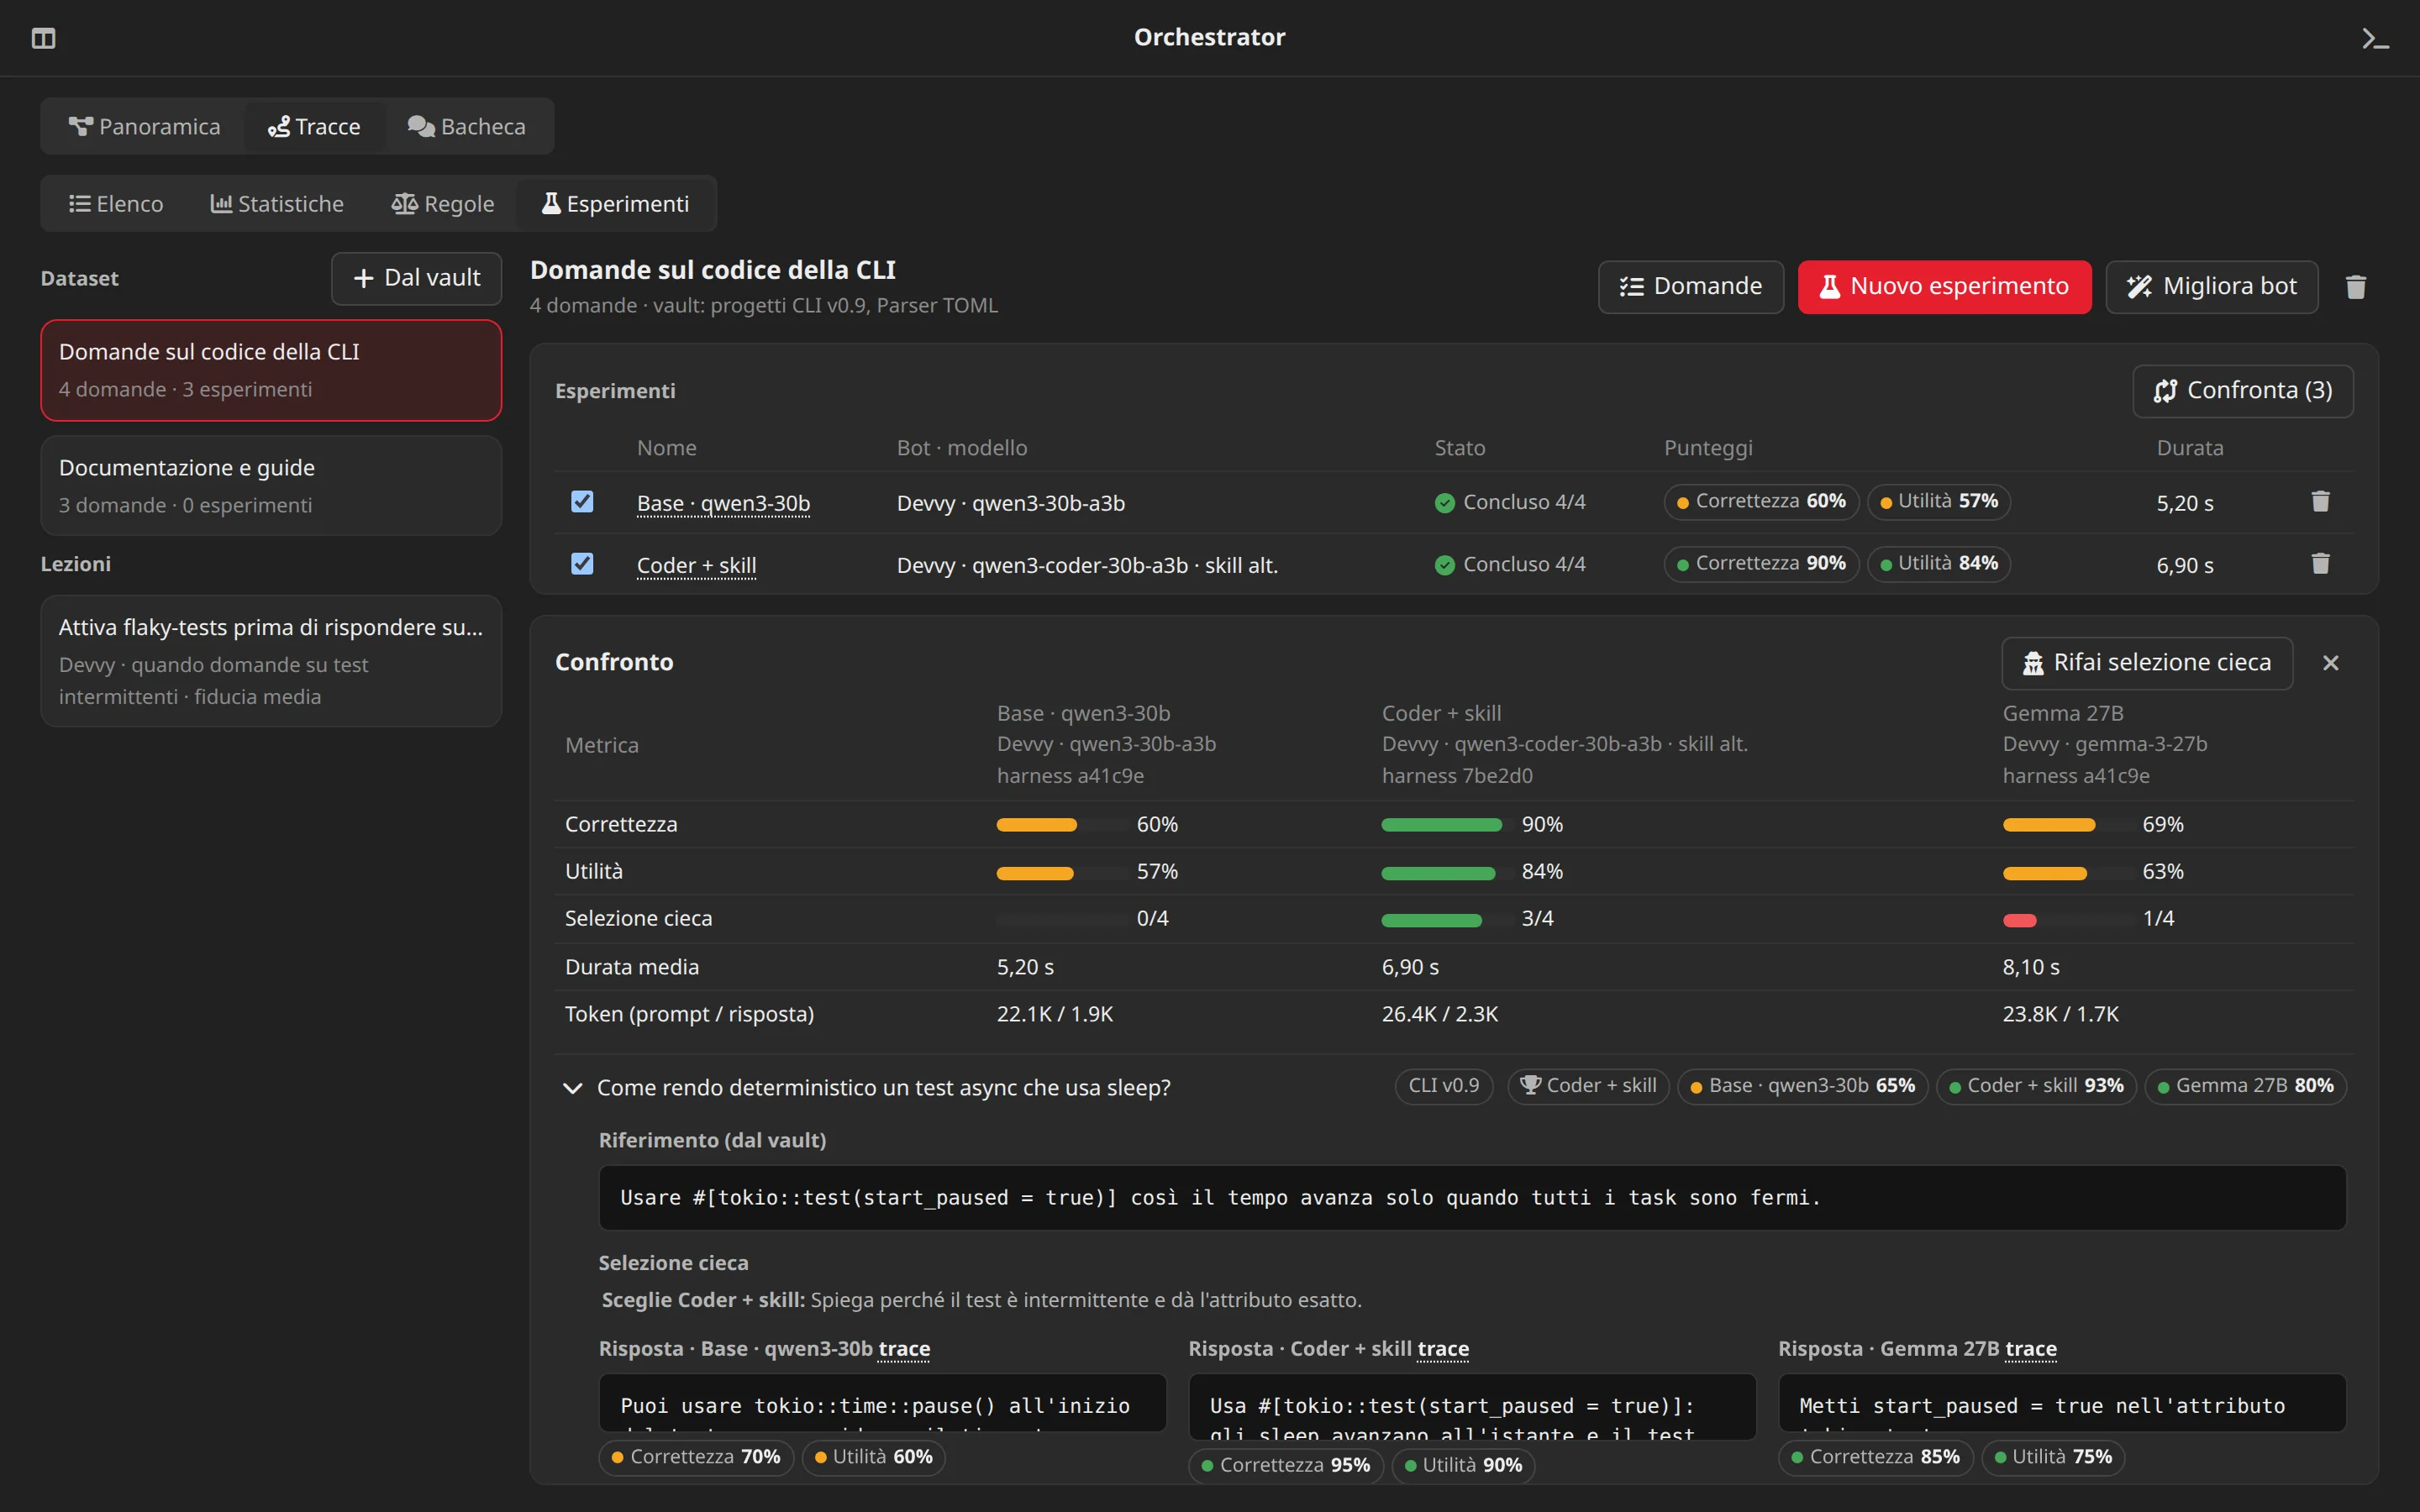 Orchestrator
Panoramica
Tracce
Bacheca
Elenco
Statistiche
Regole
Esperimenti
Dataset
Dal vault
Domande sul codice della CLI
4 domande · 3 esperimenti
Documentazione e guide
3 domande · 0 esperimenti
Lezioni
Attiva flaky-tests prima di rispondere su...
Devvy · quando domande su test
intermittenti · fiducia media
Domande sul codice della CLI
4 domande · vault: progetti CLI v0.9, Parser TOML
Domande
Nuovo esperimento
Migliora bot
Esperimenti
Confronta (3)
Nome Bot · modello Stato Punteggi Durata
Base · qwen3-30b Devvy · qwen3-30b-a3b Concluso 4/4 Correttezza 60% Utilità 57% 5,20 s
Coder + skill Devvy · qwen3-coder-30b-a3b · skill alt. Concluso 4/4 Correttezza 90% Utilità 84% 6,90 s
Confronto
Rifai selezione cieca
Metrica
Base · qwen3-30b
Devvy · qwen3-30b-a3b
harness a41c9e
Coder + skill
Devvy · qwen3-coder-30b-a3b · skill alt.
harness 7be2d0
Gemma 27B
Devvy · gemma-3-27b
harness a41c9e
Correttezza 60% 90% 69%
Utilità 57% 84% 63%
Selezione cieca 0/4 3/4 1/4
Durata media 5,20 s 6,90 s 8,10 s
Token (prompt / risposta) 22.1K / 1.9K 26.4K / 2.3K 23.8K / 1.7K
Come rendo deterministico un test async che usa sleep? CLI v0.9 Coder + skill Base · qwen3-30b 65% Coder + skill 93% Gemma 27B 80%
Riferimento (dal vault)
Usare #[tokio::test(start_paused = true)] così il tempo avanza solo quando tutti i task sono fermi.
Selezione cieca
Sceglie Coder + skill: Spiega perché il test è intermittente e dà l'attributo esatto.
Risposta · Base · qwen3-30b trace
Puoi usare tokio::time::pause() all'inizio
Correttezza 70% Utilità 60%
Risposta · Coder + skill trace
Usa #[tokio::test(start_paused = true)]:
gli sleep avanzano all'istante e il test
Correttezza 95% Utilità 90%
Risposta · Gemma 27B trace
Metti start_paused = true nell'attributo
Correttezza 85% Utilità 75%